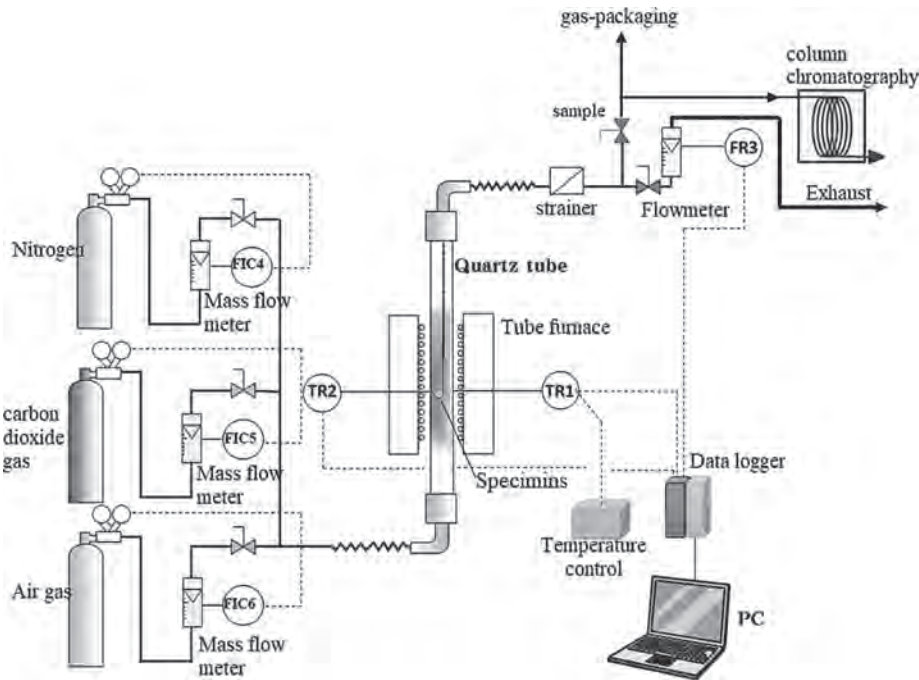 gas-packaging
column
chromatography
sample
FR3
strainer
Flowmeter
Exhaust
Nitrogen
FIC4
Mass flow
meter
Quartz tube
Tube furnace
carbon
dioxide
gas
FIC5
Mass flow
meter
TR2
TR1
Specimins
Data logger
Temperature
control
Air gas
FIC6
Mass flow
meter
PC